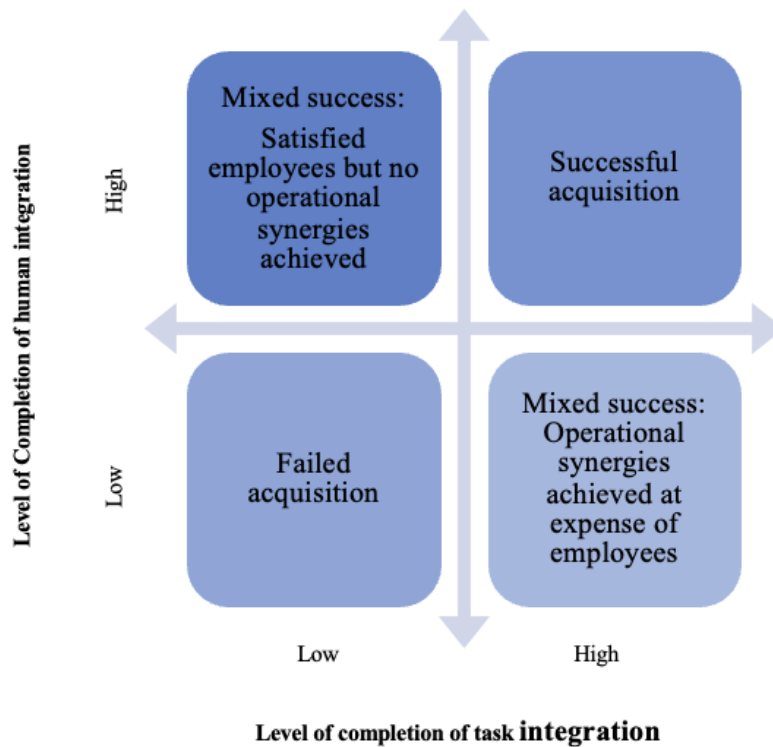 Level of Completion of human integration
High
Mixed success:
Satisfied
employees but no
operational
synergies
achieved
Successful
acquisition
Low
Failed
acquisition
Mixed success:
Operational
synergies
achieved at
expense of
employees
Low
High
Level of completion of task integration